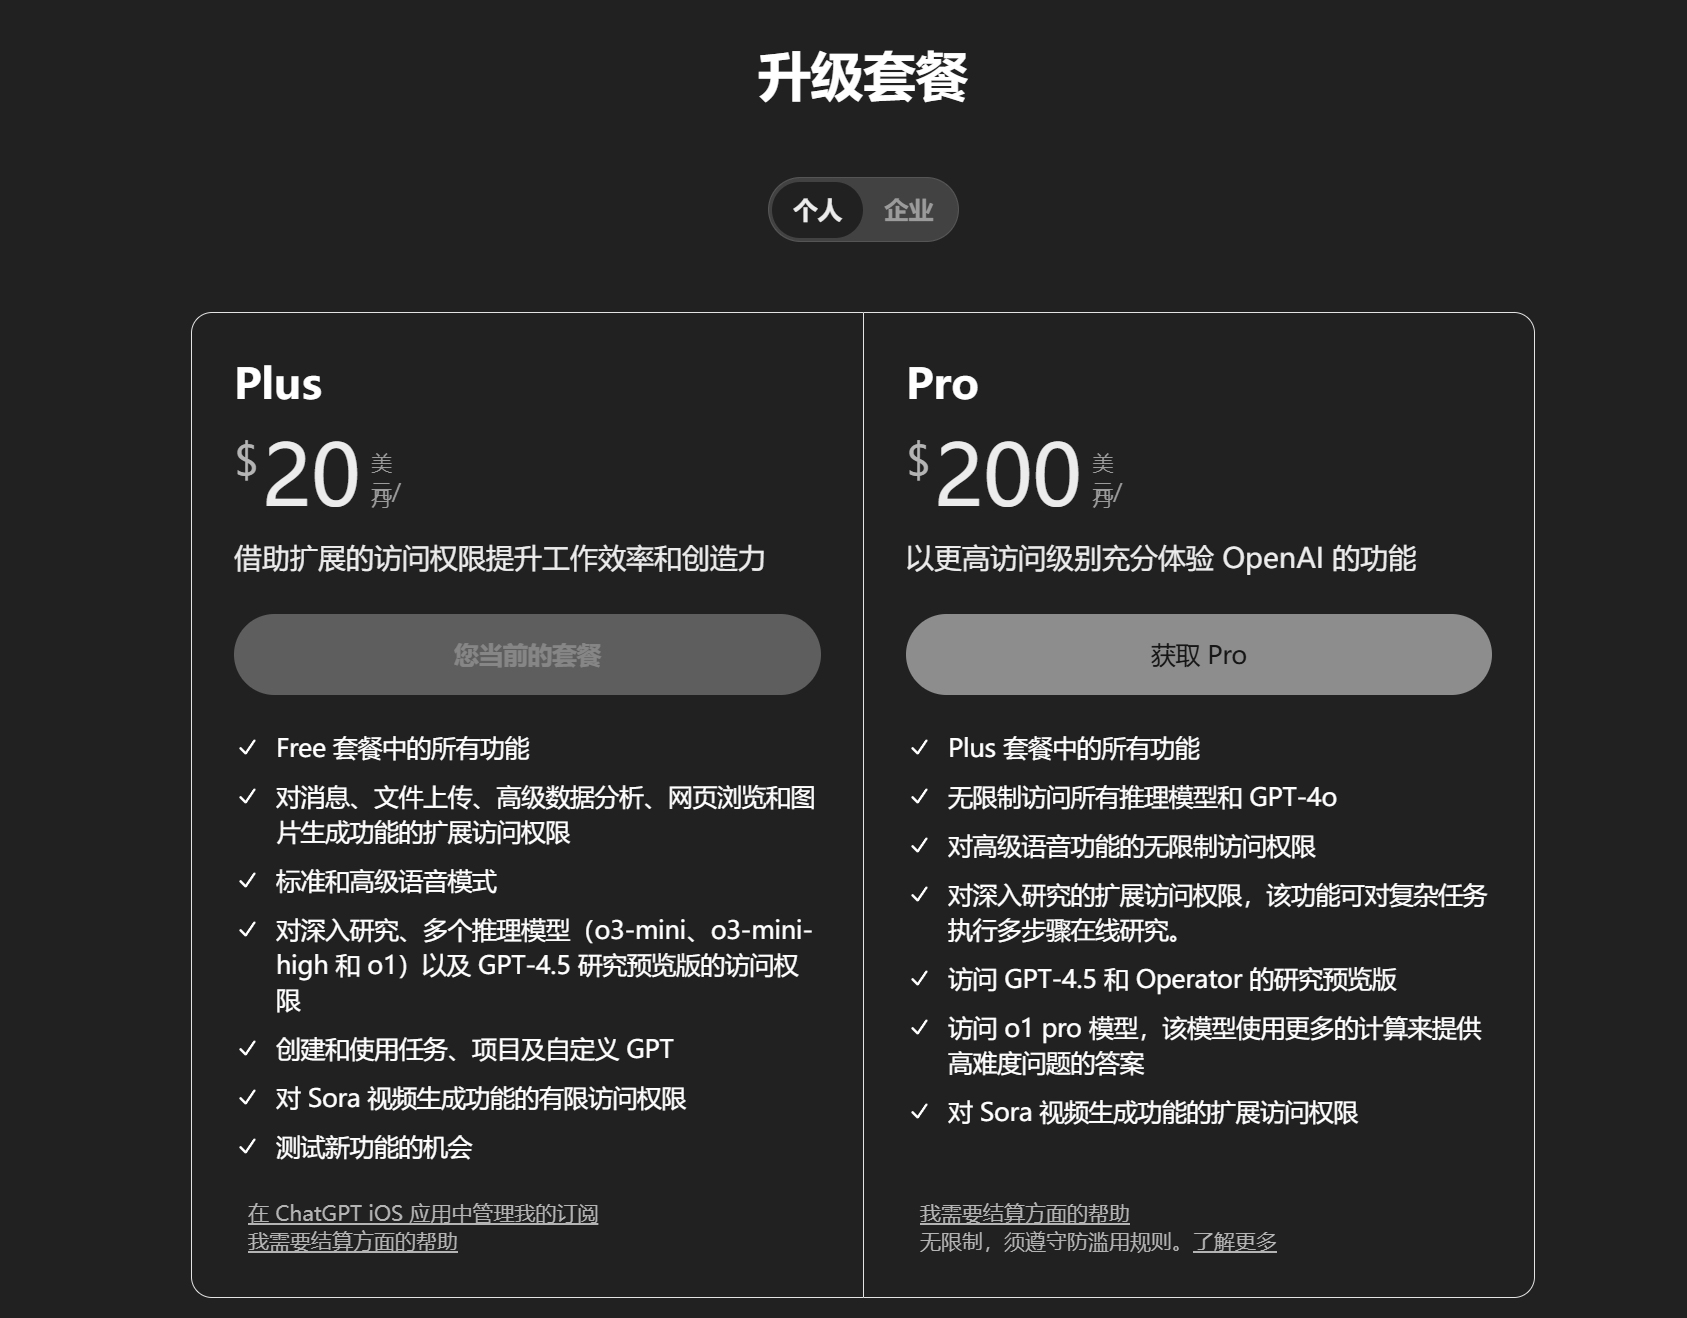 升级套餐
个人 企业
Plus
$20 美
元/
月
借助扩展的访问权限提升工作效率和创造力
您当前的套餐
Free 套餐中的所有功能
对消息、文件上传、高级数据分析、网页浏览和图
片生成功能的扩展访问权限
标准和高级语音模式
对深入研究、多个推理模型（o3-mini、o3-mini-
high 和 o1）以及 GPT-4.5 研究预览版的访问权
限
创建和使用任务、项目及自定义 GPT
对 Sora 视频生成功能的有限访问权限
测试新功能的机会
在 ChatGPT iOS 应用中管理我的订阅
我需要结算方面的帮助
Pro
$200 美
元/
月
以更高访问级别充分体验 OpenAI 的功能
获取 Pro
Plus 套餐中的所有功能
无限制访问所有推理模型和 GPT-4o
对高级语音功能的无限制访问权限
对深入研究的扩展访问权限，该功能可对复杂任务
执行多步骤在线研究。
访问 GPT-4.5 和 Operator 的研究预览版
访问 o1 pro 模型，该模型使用更多的计算来提供
高难度问题的答案
对 Sora 视频生成功能的扩展访问权限
我需要结算方面的帮助
无限制，须遵守防滥用规则。了解更多